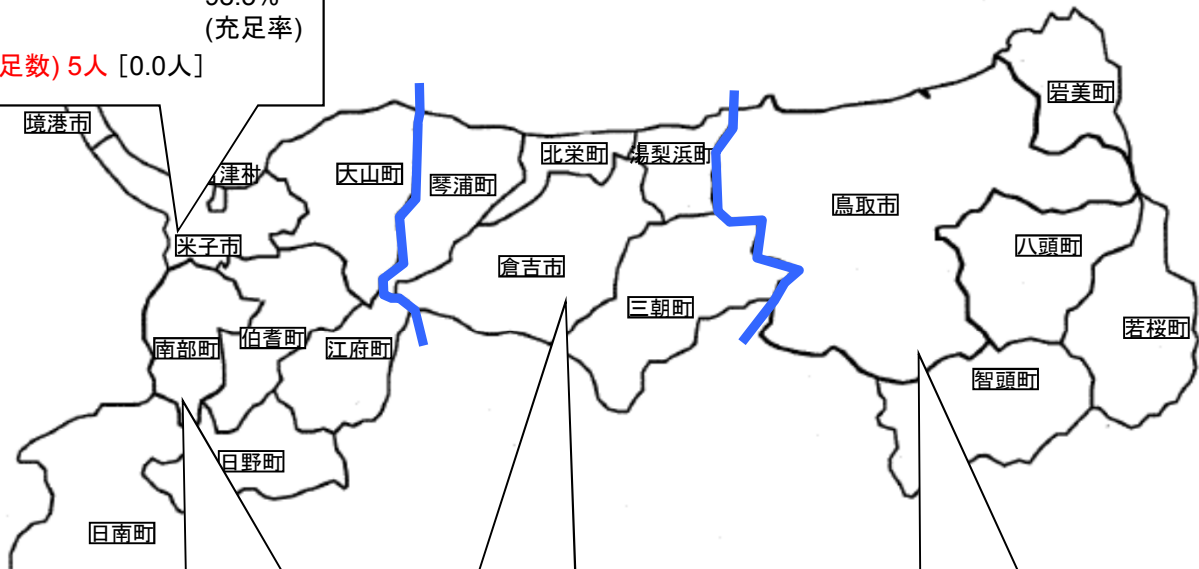 (充足率)
足数) 5人 [0.0人]
岩美町
境港市
北栄町
湯梨浜町
津村
大山町
琴浦町
鳥取市
米子市
八頭町
倉吉市
三朝町
若桜町
伯耆町
南部町
江府町
智頭町
日野町
日南町